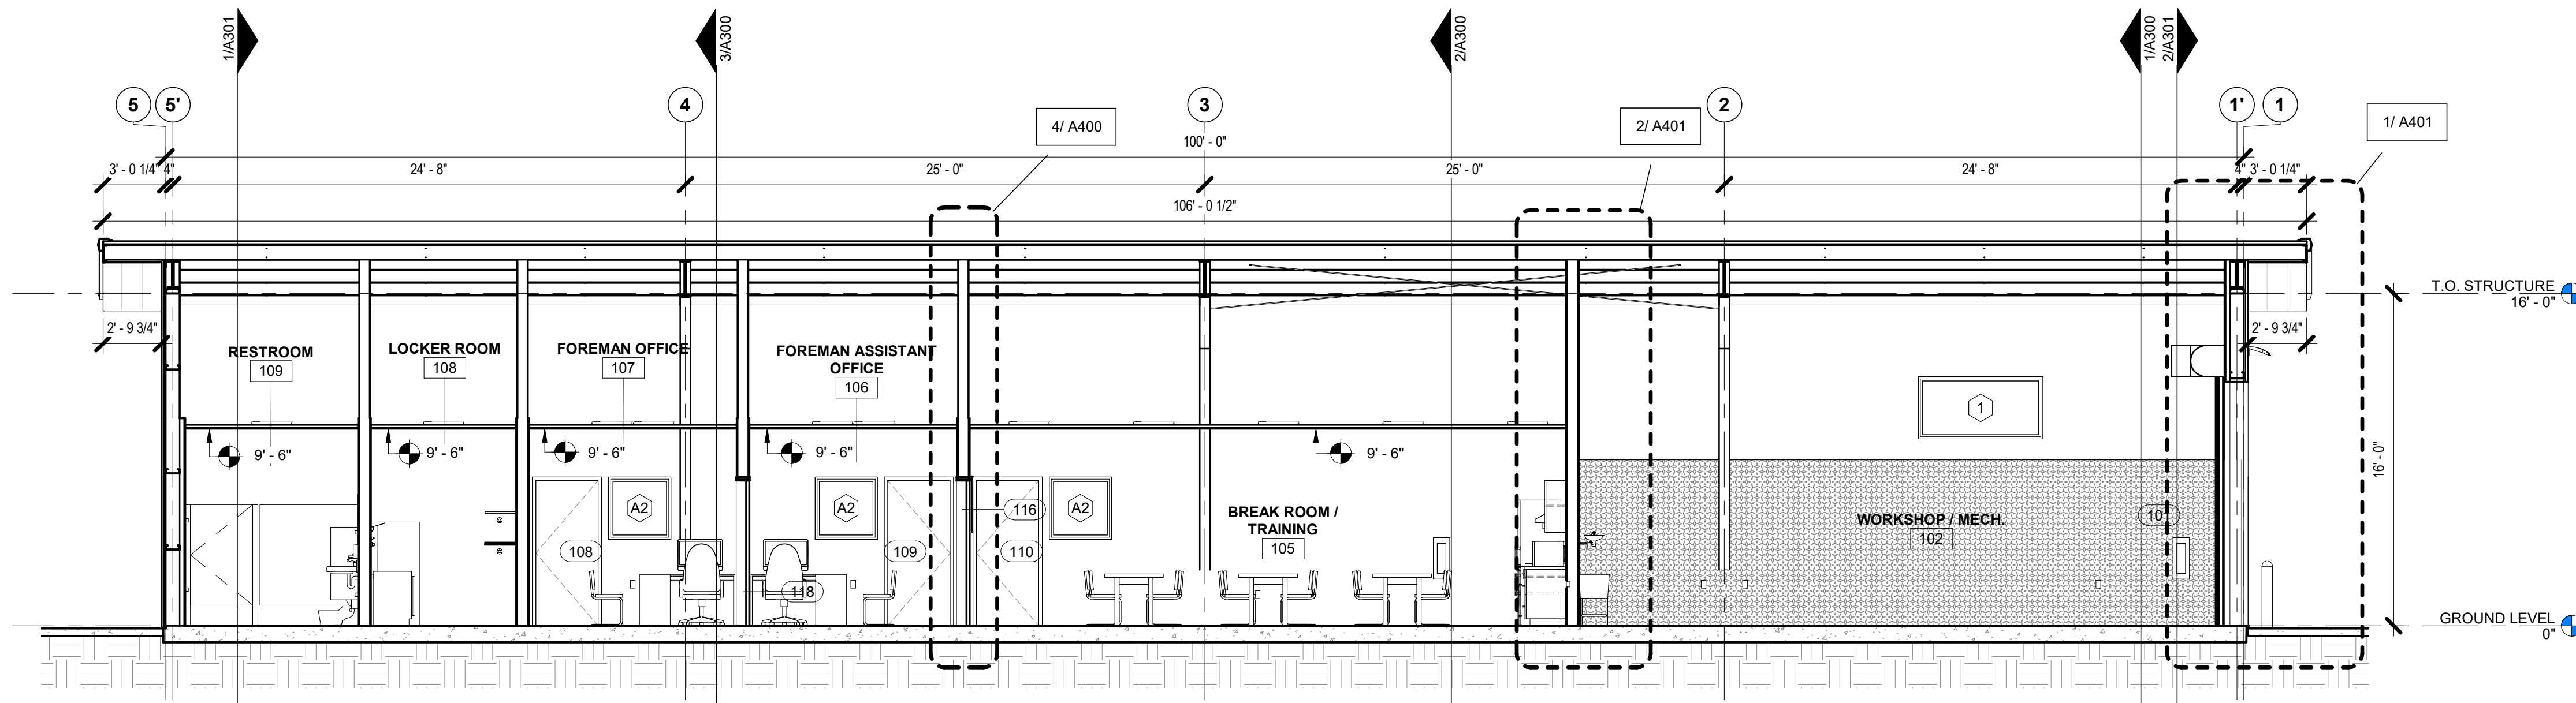 1/A301
3/A300
2/A300
1/A300
2/A301
5
5'
4
3
2
1'
1
4/ A400
2/ A401
1/ A401
100' - 0"
3' - 0 1/4"
4"
24' - 8"
25' - 0"
25' - 0"
24' - 8"
4"
3' - 0 1/4"
106' - 0 1/2"
T.O. STRUCTURE
16' - 0"
2' - 9 3/4"
2' - 9 3/4"
RESTROOM
109
LOCKER ROOM
108
FOREMAN OFFICE
107
FOREMAN ASSISTANT
OFFICE
106
1
9' - 6"
9' - 6"
9' - 6"
9' - 6"
9' - 6"
16' - 0"
A2
A2
A2
116
108
109
110
118
BREAK ROOM /
TRAINING
105
WORKSHOP / MECH.
102
10
GROUND LEVEL
0"